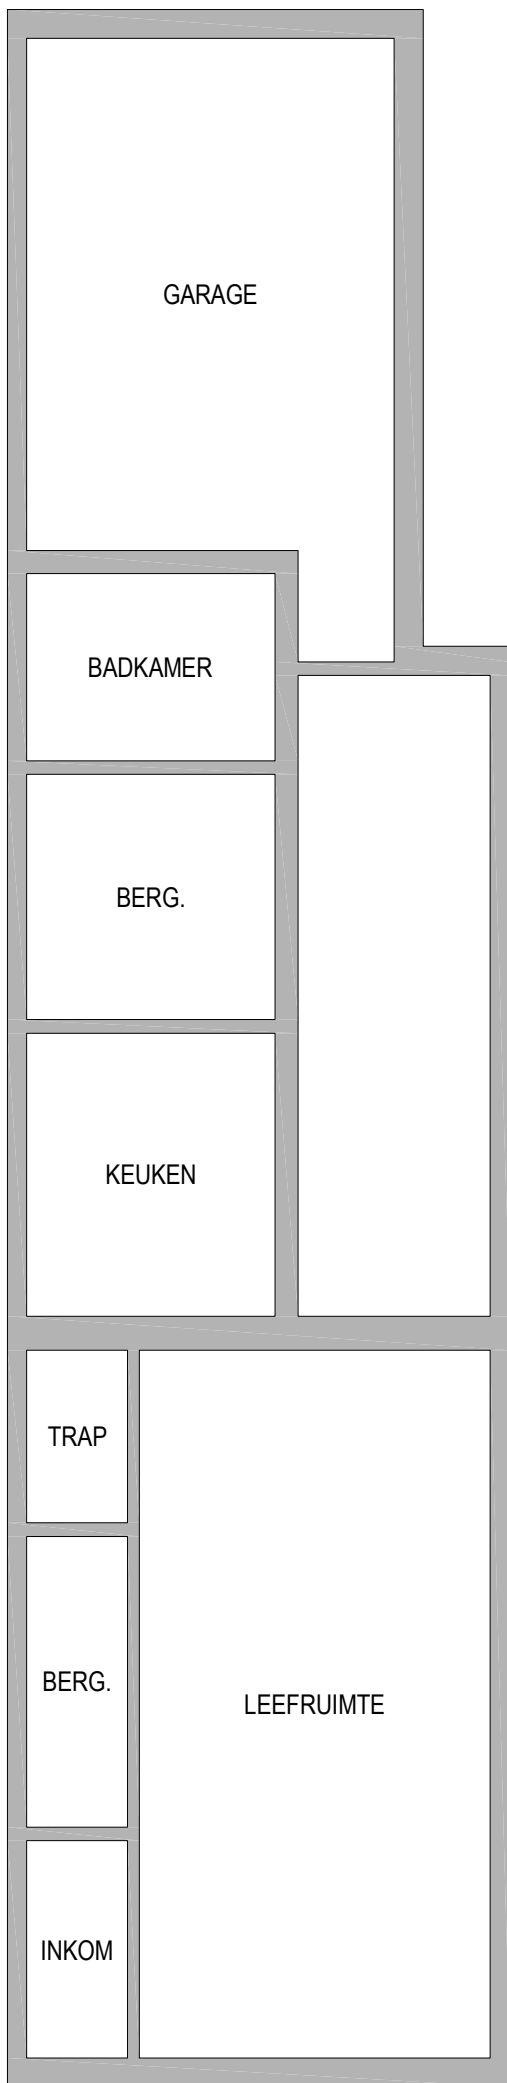 GARAGE
BADKAMER
BERG.
KEUKEN
TRAP
BERG.
LEEFRUIMTE
INKOM